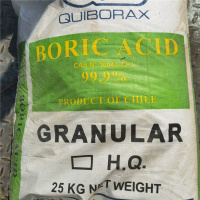 QUIBORAX
BORIC ACID
99.9%
PRODUCT OF CHILE
GRANULAR
H.Q.
25 KG NET WEIGHT